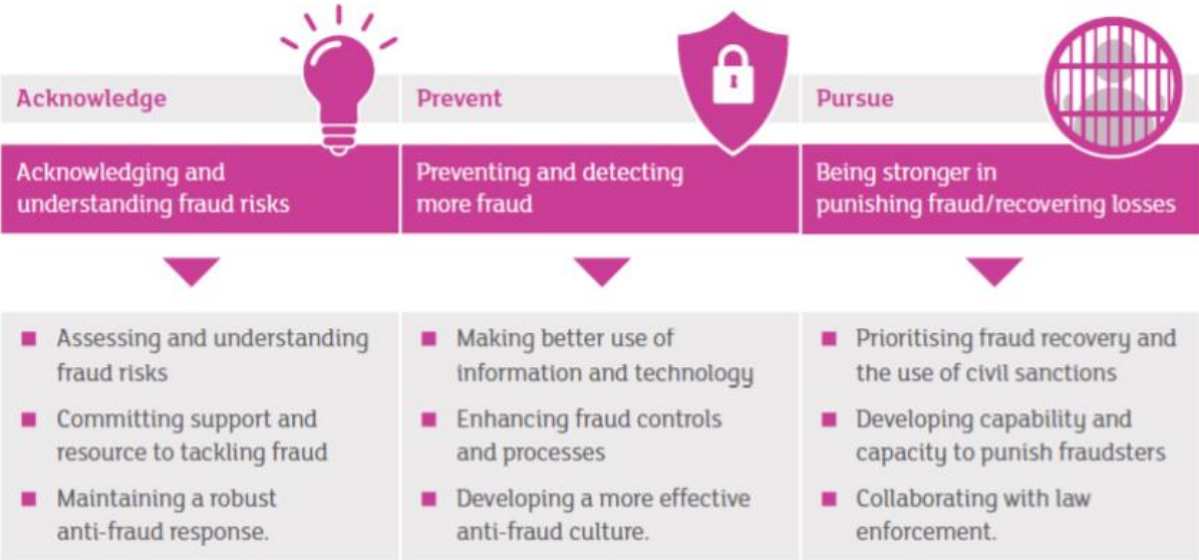 Acknowledge
Acknowledging and
understanding fraud risks
■ Assessing and understanding
fraud risks
■ Committing support and
resource to tackling fraud
■ Maintaining a robust
anti-fraud response.
Prevent
Preventing and detecting
more fraud
■ Making better use of
information and technology
■ Enhancing fraud controls
and processes
■ Developing a more effective
anti-fraud culture.
Pursue
Being stronger in
punishing fraud/recovering losses
■ Prioritising fraud recovery and
the use of civil sanctions
■ Developing capability and
capacity to punish fraudsters
■ Collaborating with law
enforcement.